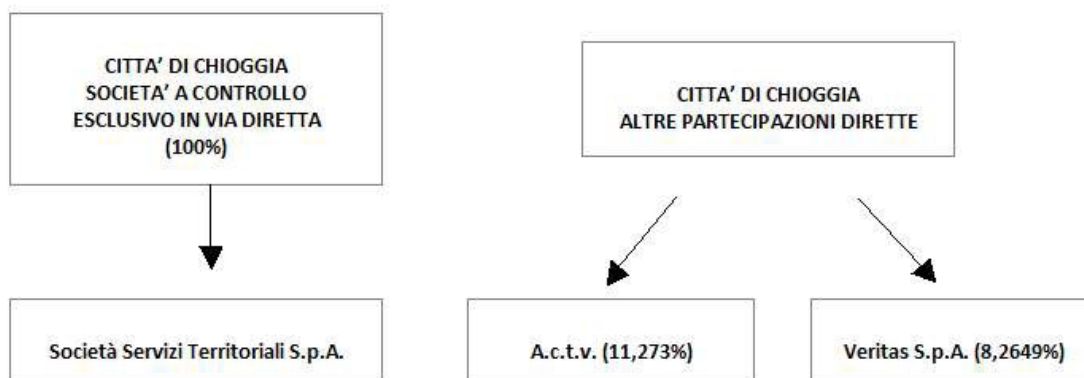 CITTA' DI CHIOGGIA
SOCIETA' A CONTROLLO
ESCLUSIVO IN VIA DIRETTA
(100%)
CITTA' DI CHIOGGIA
ALTRE PARTECIPAZIONI DIRETTE
Società Servizi Territoriali S.p.A.
A.c.t.v. (11,273%)
Veritas S.p.A. (8,2649%)